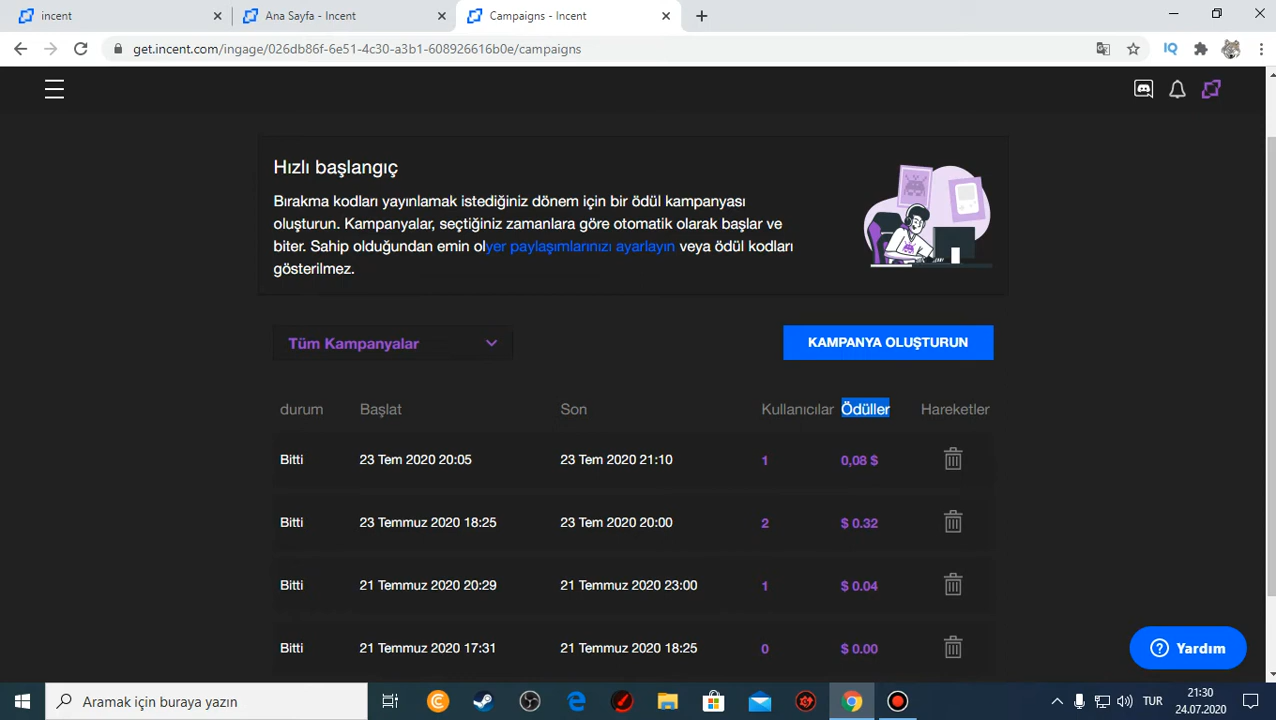 incent
Ana Sayfa - Incent
Campaigns - Incent
get.incent.com/ingage/026db86f-6e51-4c30-a3b1-608926616b0e/campaigns
IQ
Hızlı başlangıç
Bırakma kodları yayınlamak istediğiniz dönem için bir ödül kampanyası
oluşturun. Kampanyalar, seçtiğiniz zamanlara göre otomatik olarak başlar ve
biter. Sahip olduğundan emin olyer paylaşımlarınızı ayarlayın veya ödül kodları
gösterilmez.
Tüm Kampanyalar
KAMPANYA OLUŞTURUN
durum Başlat Son Kullanıcılar Ödüller Hareketler
Bitti 23 Tem 2020 20:05 23 Tem 2020 21:10 1 0,08 $
Bitti 23 Temmuz 2020 18:25 23 Tem 2020 20:00 2 $ 0.32
Bitti 21 Temmuz 2020 20:29 21 Temmuz 2020 23:00 1 $ 0.04
Bitti 21 Temmuz 2020 17:31 21 Temmuz 2020 18:25 0 $ 0.00
Yardım
Aramak için buraya yazın
TUR
21:30
24.07.2020